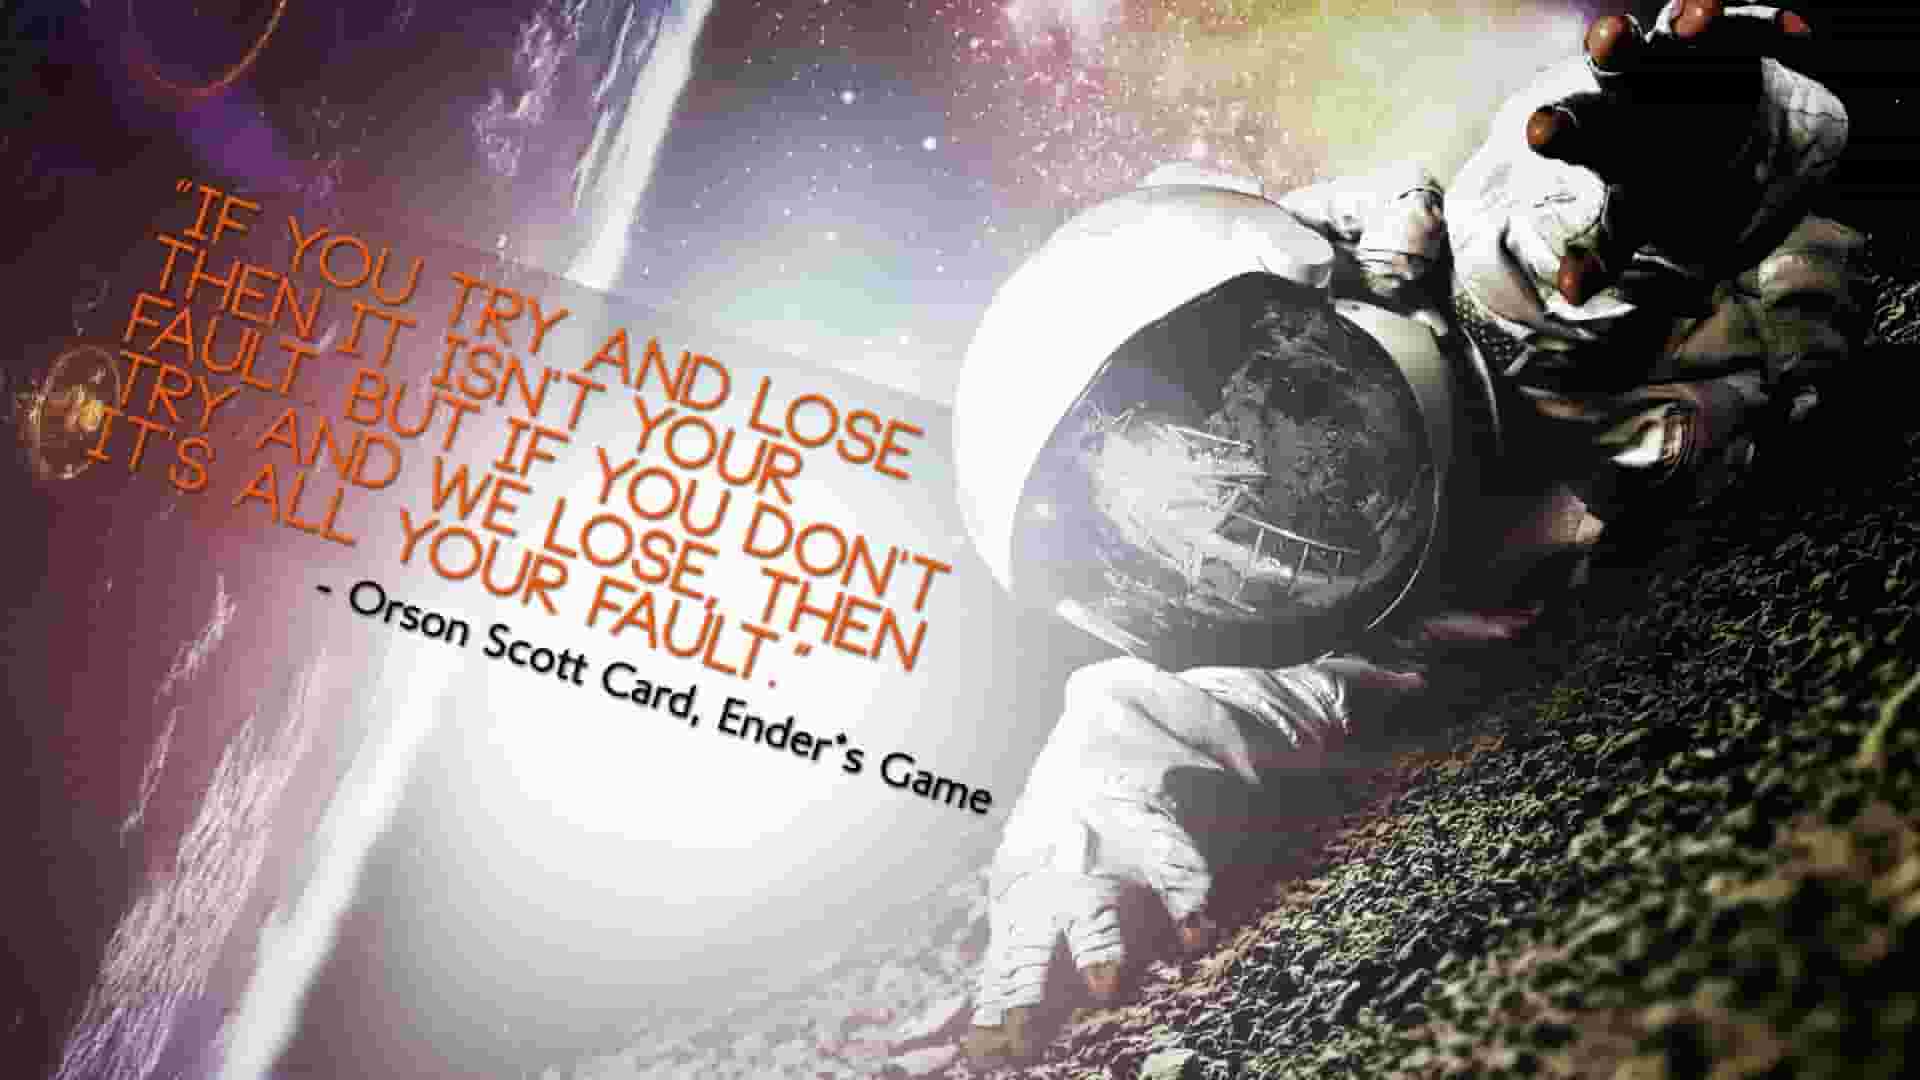 "IF YOU TRY AND LOSE
THEN IT ISN'T YOUR
FAULT BUT IF YOU DON'T
TRY AND WE LOSE, THEN
IT'S ALL YOUR FAULT."
- Orson Scott Card, Ender*s Game